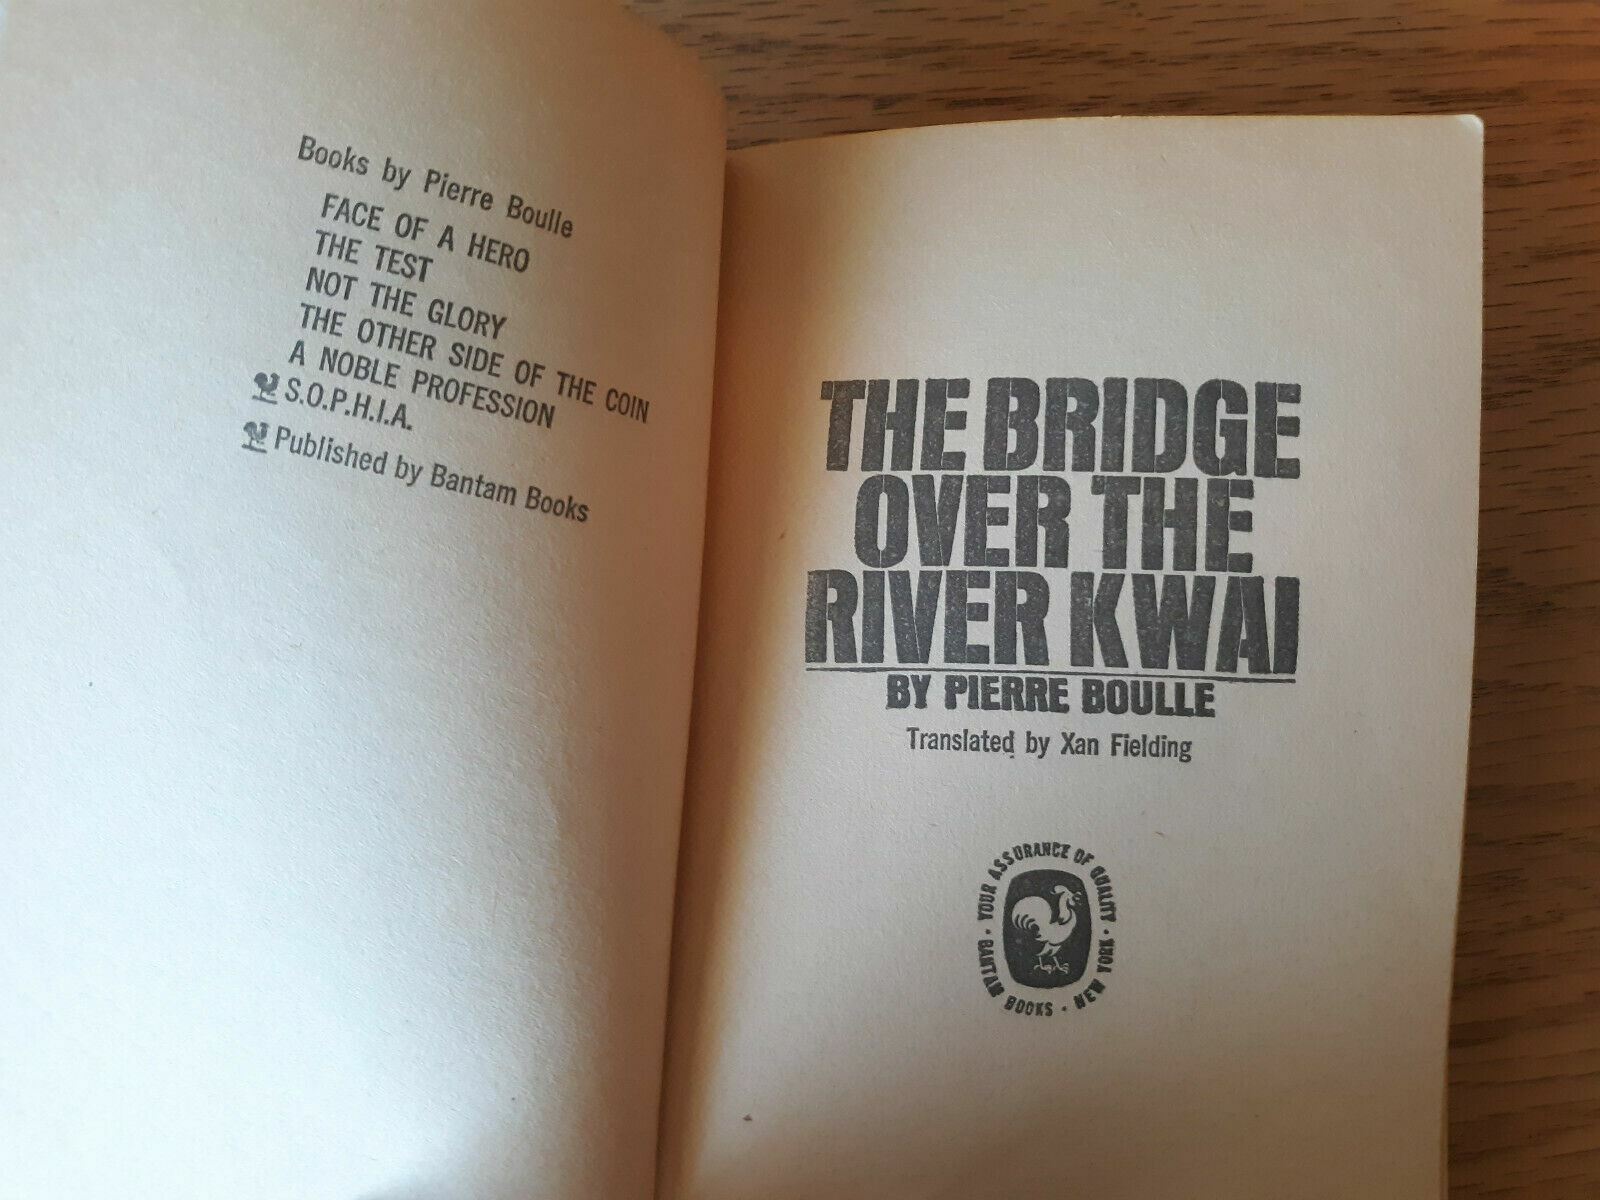 Books by Pierre Boulle
FACE OF A HERO
THE TEST
NOT THE GLORY
THE OTHER SIDE OF THE COIN
A NOBLE PROFESSION
S.O.P.H.I.A.
Published by Bantam Books
THE BRIDGE
OVER THE
RIVER KWAI
BY PIERRE BOULLE
Translated by Xan Fielding
YOUR ASSURANCE OF QUALITY
BANTAM BOOKS · NEW YORK ·